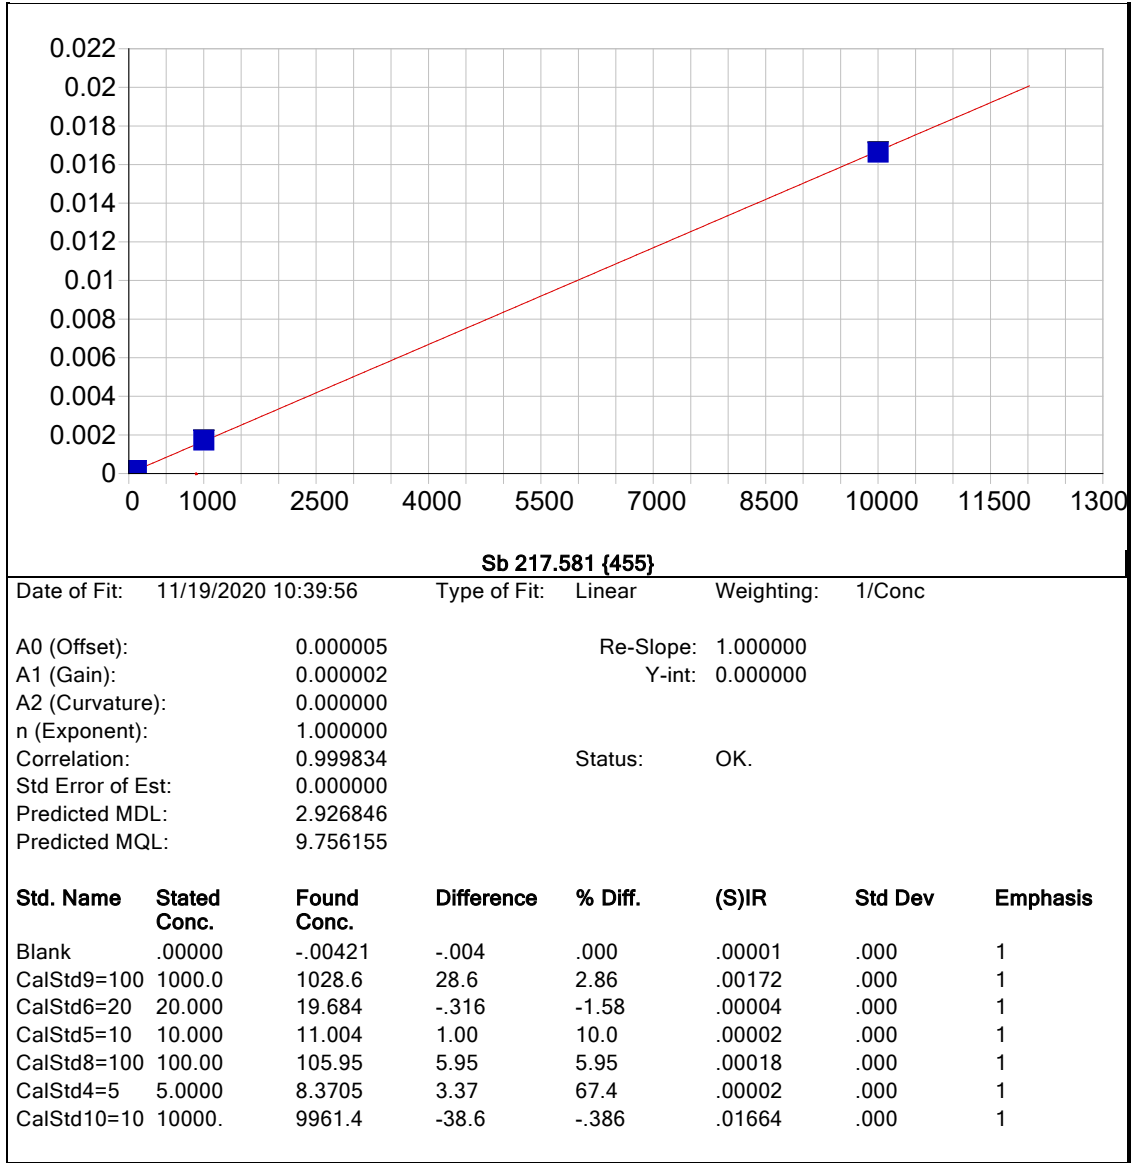 0.022
0.02
0.018
0.016
0.014
0.012
0.01
0.008
0.006
0.004
0.002
0
0 1000 2500 4000 5500 7000 8500 10000 11500 1300
Sb 217.581 {455}
Date of Fit: 11/19/2020 10:39:56 Type of Fit: Linear Weighting: 1/Conc
A0 (Offset): 0.000005 Re-Slope: 1.000000
A1 (Gain): 0.000002 Y-int: 0.000000
A2 (Curvature): 0.000000
n (Exponent): 1.000000
Correlation: 0.999834 Status: OK.
Std Error of Est: 0.000000
Predicted MDL: 2.926846
Predicted MQL: 9.756155
Std. Name Stated Found Difference % Diff. (S)IR Std Dev Emphasis
Conc. Conc.
Blank .00000 -.00421 -.004 .000 .00001 .000 1
CalStd9=100 1000.0 1028.6 28.6 2.86 .00172 .000 1
CalStd6=20 20.000 19.684 -.316 -1.58 .00004 .000 1
CalStd5=10 10.000 11.004 1.00 10.0 .00002 .000 1
CalStd8=100 100.00 105.95 5.95 5.95 .00018 .000 1
CalStd4=5 5.0000 8.3705 3.37 67.4 .00002 .000 1
CalStd10=10 10000. 9961.4 -38.6 -.386 .01664 .000 1